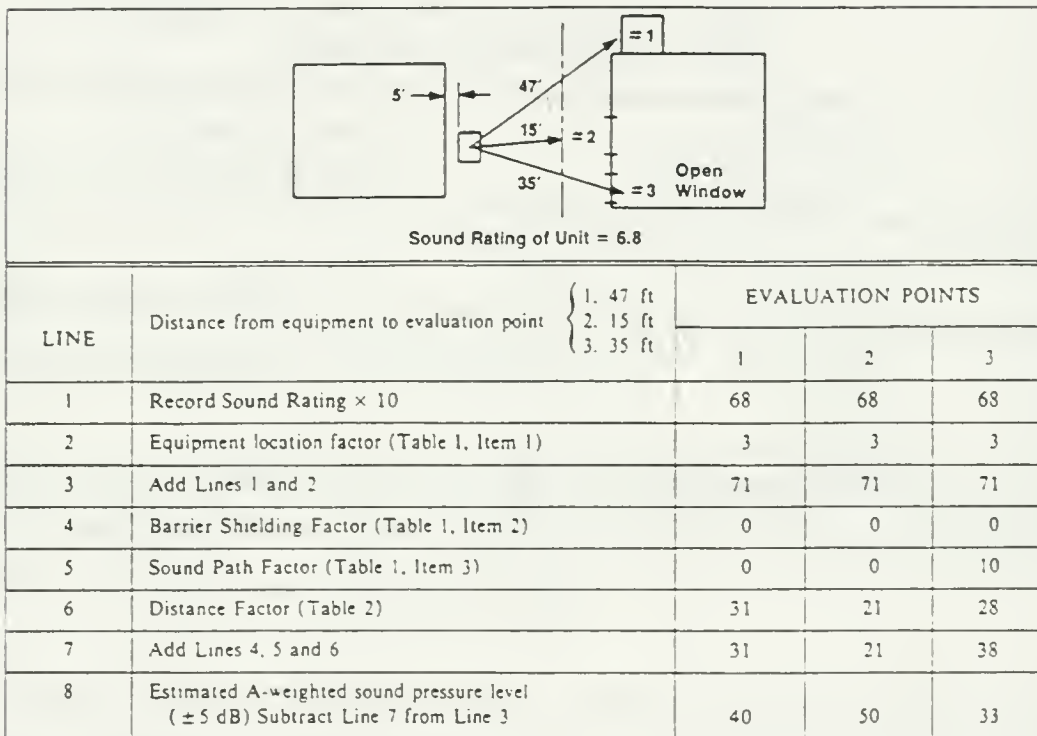 = 1
47'
5'
15'
= 2
35'
= 3
Open
Window
Sound Rating of Unit = 6.8
LINE
Distance from equipment to evaluation point
1. 47 ft
2. 15 ft
3. 35 ft
EVALUATION POINTS
1 2 3
1 Record Sound Rating × 10 68 68 68
2 Equipment location factor (Table 1, Item 1) 3 3 3
3 Add Lines 1 and 2 71 71 71
4 Barrier Shielding Factor (Table 1, Item 2) 0 0 0
5 Sound Path Factor (Table 1, Item 3) 0 0 10
6 Distance Factor (Table 2) 31 21 28
7 Add Lines 4, 5 and 6 31 21 38
8 Estimated A-weighted sound pressure level
(±5 dB) Subtract Line 7 from Line 3 40 50 33